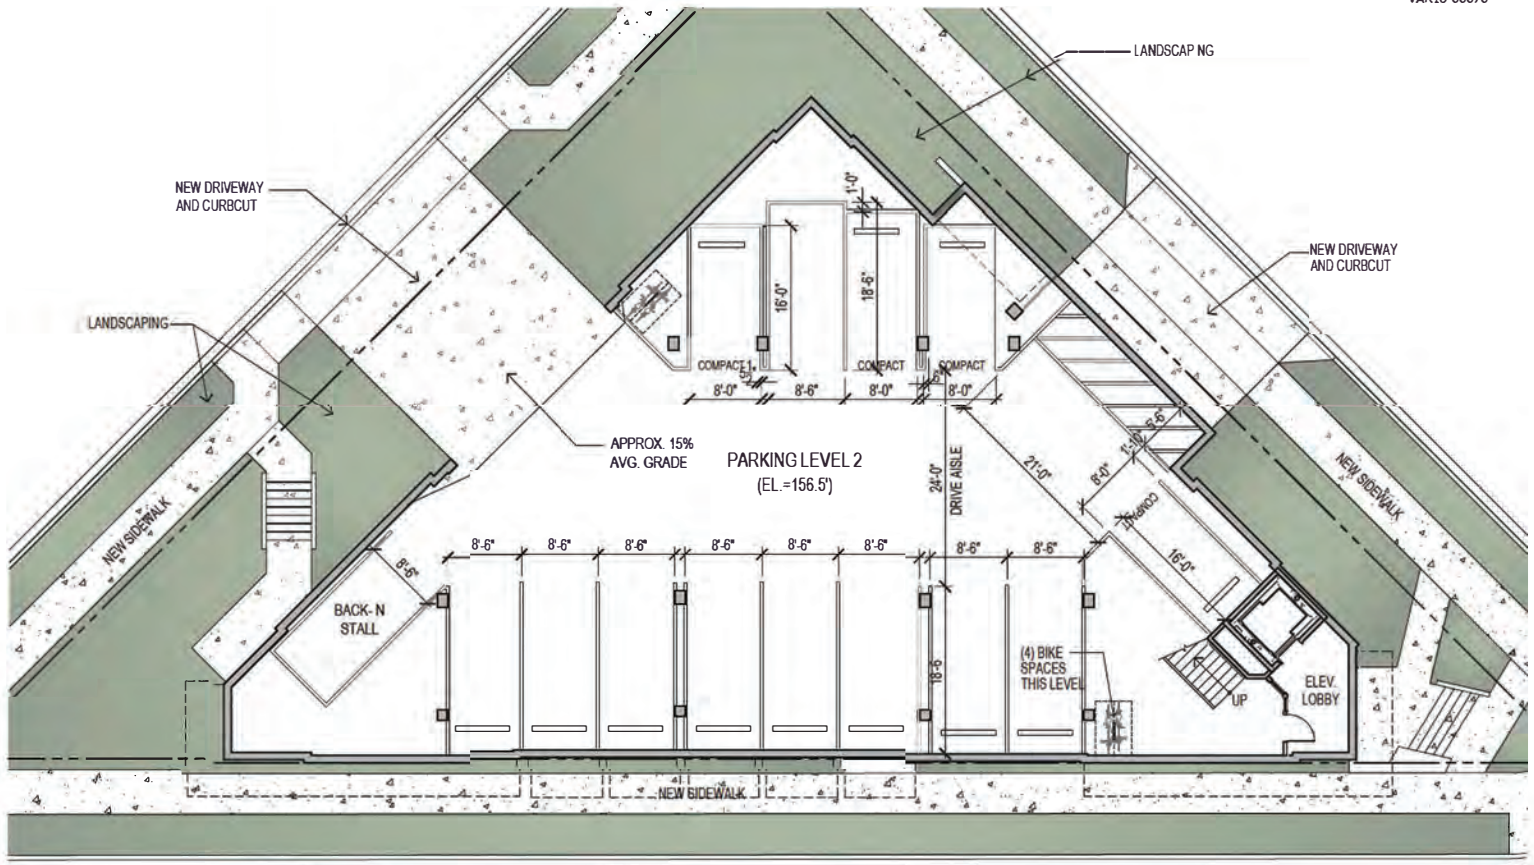 LANDSCAP NG
NEW DRIVEWAY
AND CURBCUT
NEW DRIVEWAY
AND CURBCUT
LANDSCAPING
1'-0"
16'-0"
18'-6"
COMPACT
COMPACT
COMPACT
8'-0"
8'-6"
8'-0"
8'-0"
APPROX. 15%
AVG. GRADE
PARKING LEVEL 2
(EL.=156.5')
24'-0"
DRIVE AISLE
21'-0"
8'-0"
1'-10"
5'-6"
COMPACT
16'-0"
NEW SIDEWALK
NEW SIDEWALK
8'-6"
8'-6"
8'-6"
8'-6"
8'-6"
8'-6"
8'-6"
8'-6"
8'-6"
BACK- N
STALL
18'-6
(4) BIKE
SPACES
THIS LEVEL
UP
ELEV.
LOBBY
NEW SIDEWALK